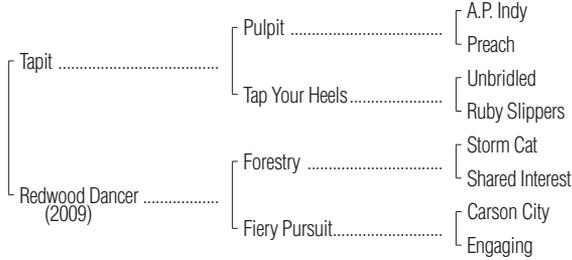 A.P. Indy
Pulpit ................................
Preach
Tapit ..................................
Unbridled
Tap Your Heels ...................
Ruby Slippers
Storm Cat
Forestry ............................
Shared Interest
Redwood Dancer ................
(2009)
Carson City
Fiery Pursuit.......................
Engaging